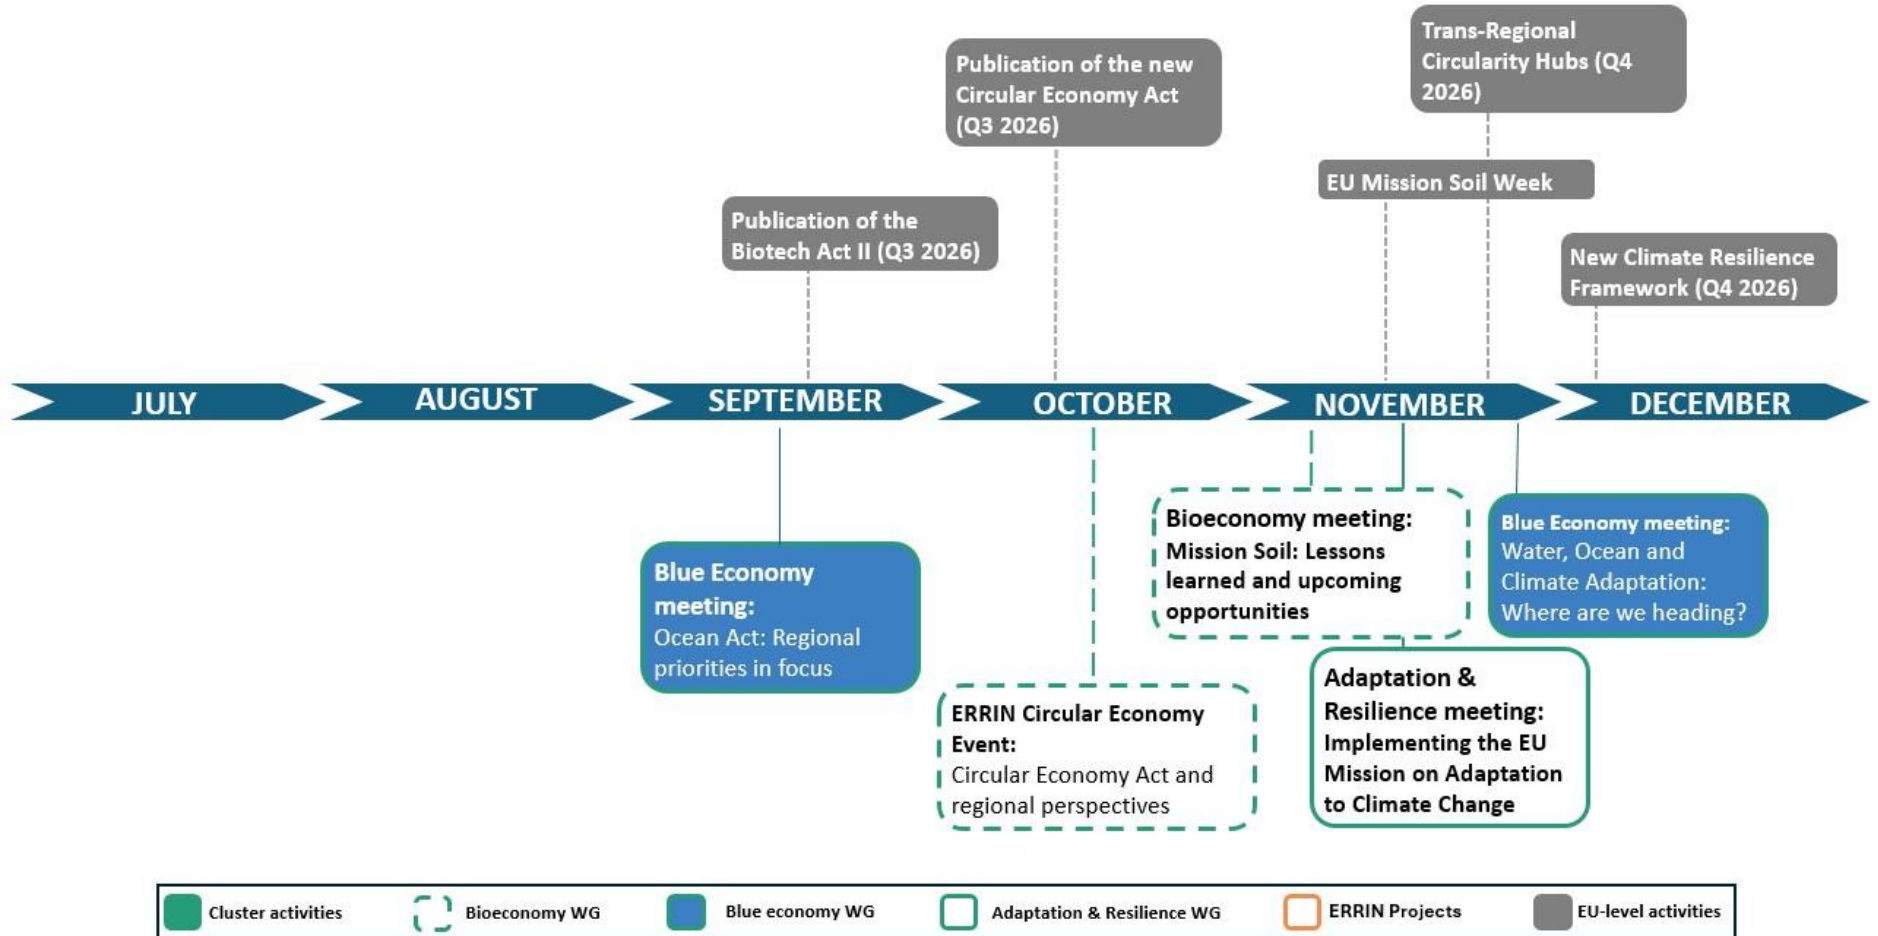 Trans-Regional
Circularity Hubs (Q4
2026)
Publication of the new
Circular Economy Act
(Q3 2026)
EU Mission Soil Week
Publication of the
Biotech Act II (Q3 2026)
New Climate Resilience
Framework (Q4 2026)
JULY
AUGUST
SEPTEMBER
OCTOBER
NOVEMBER
DECEMBER
Blue Economy
meeting:
Ocean Act: Regional
priorities in focus
ERRIN Circular Economy
Event:
Circular Economy Act and
regional perspectives
Bioeconomy meeting:
Mission Soil: Lessons
learned and upcoming
opportunities
Adaptation &
Resilience meeting:
Implementing the EU
Mission on Adaptation
to Climate Change
Blue Economy meeting:
Water, Ocean and
Climate Adaptation:
Where are we heading?
Cluster activities
Bioeconomy WG
Blue economy WG
Adaptation & Resilience WG
ERRIN Projects
EU-level activities